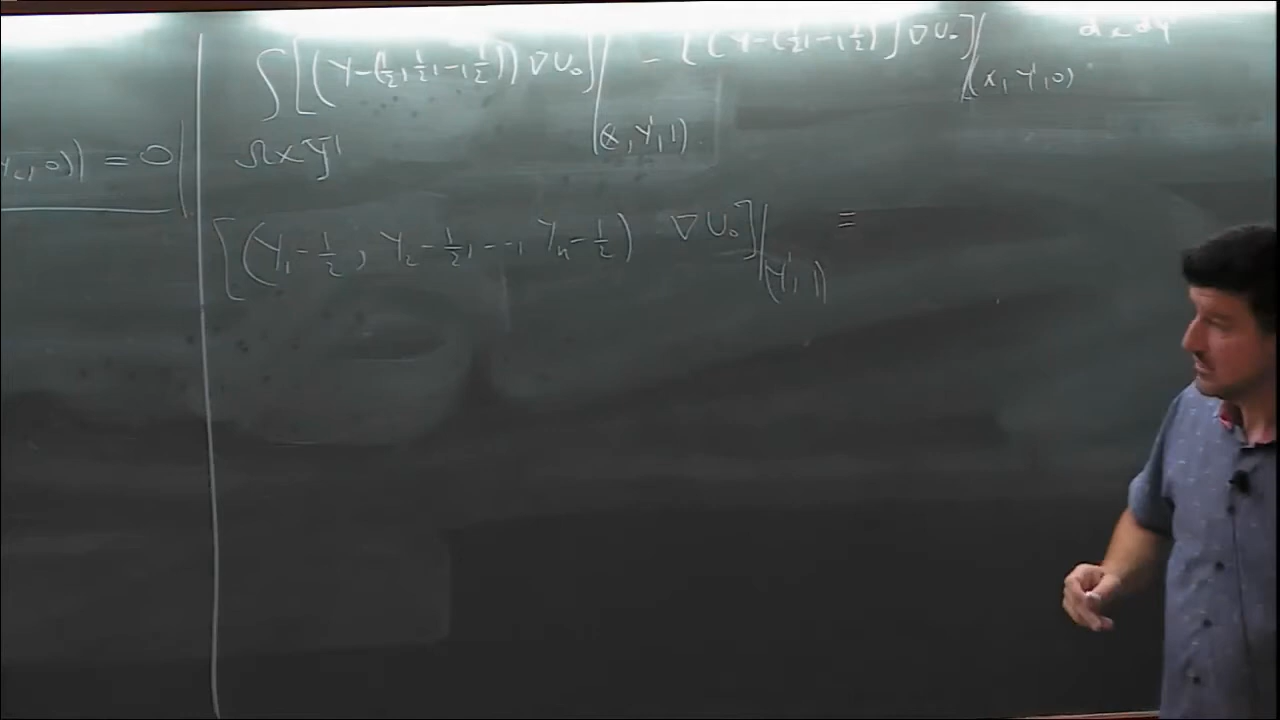 ∫ [(y-(1/2, 1/2, --, 1/2)) ∇U₀] |(x, y', 1) - [(y-(1/2, --, 1/2)] ∇U₀] |(x, y', 0) dx dy'
Ω×Y'
, 0)) = 0
[(y₁ - 1/2, y₂ - 1/2, --, yₙ - 1/2) ∇U₀] |(y', 1) =